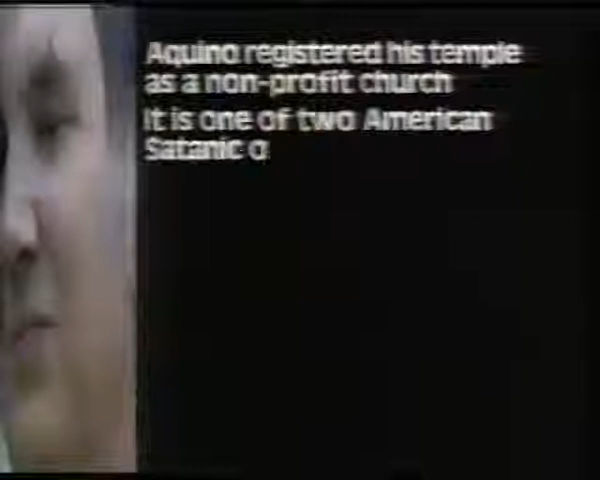 Aquino registered his temple
as a non-profit church
It is one of two American
Satanic o